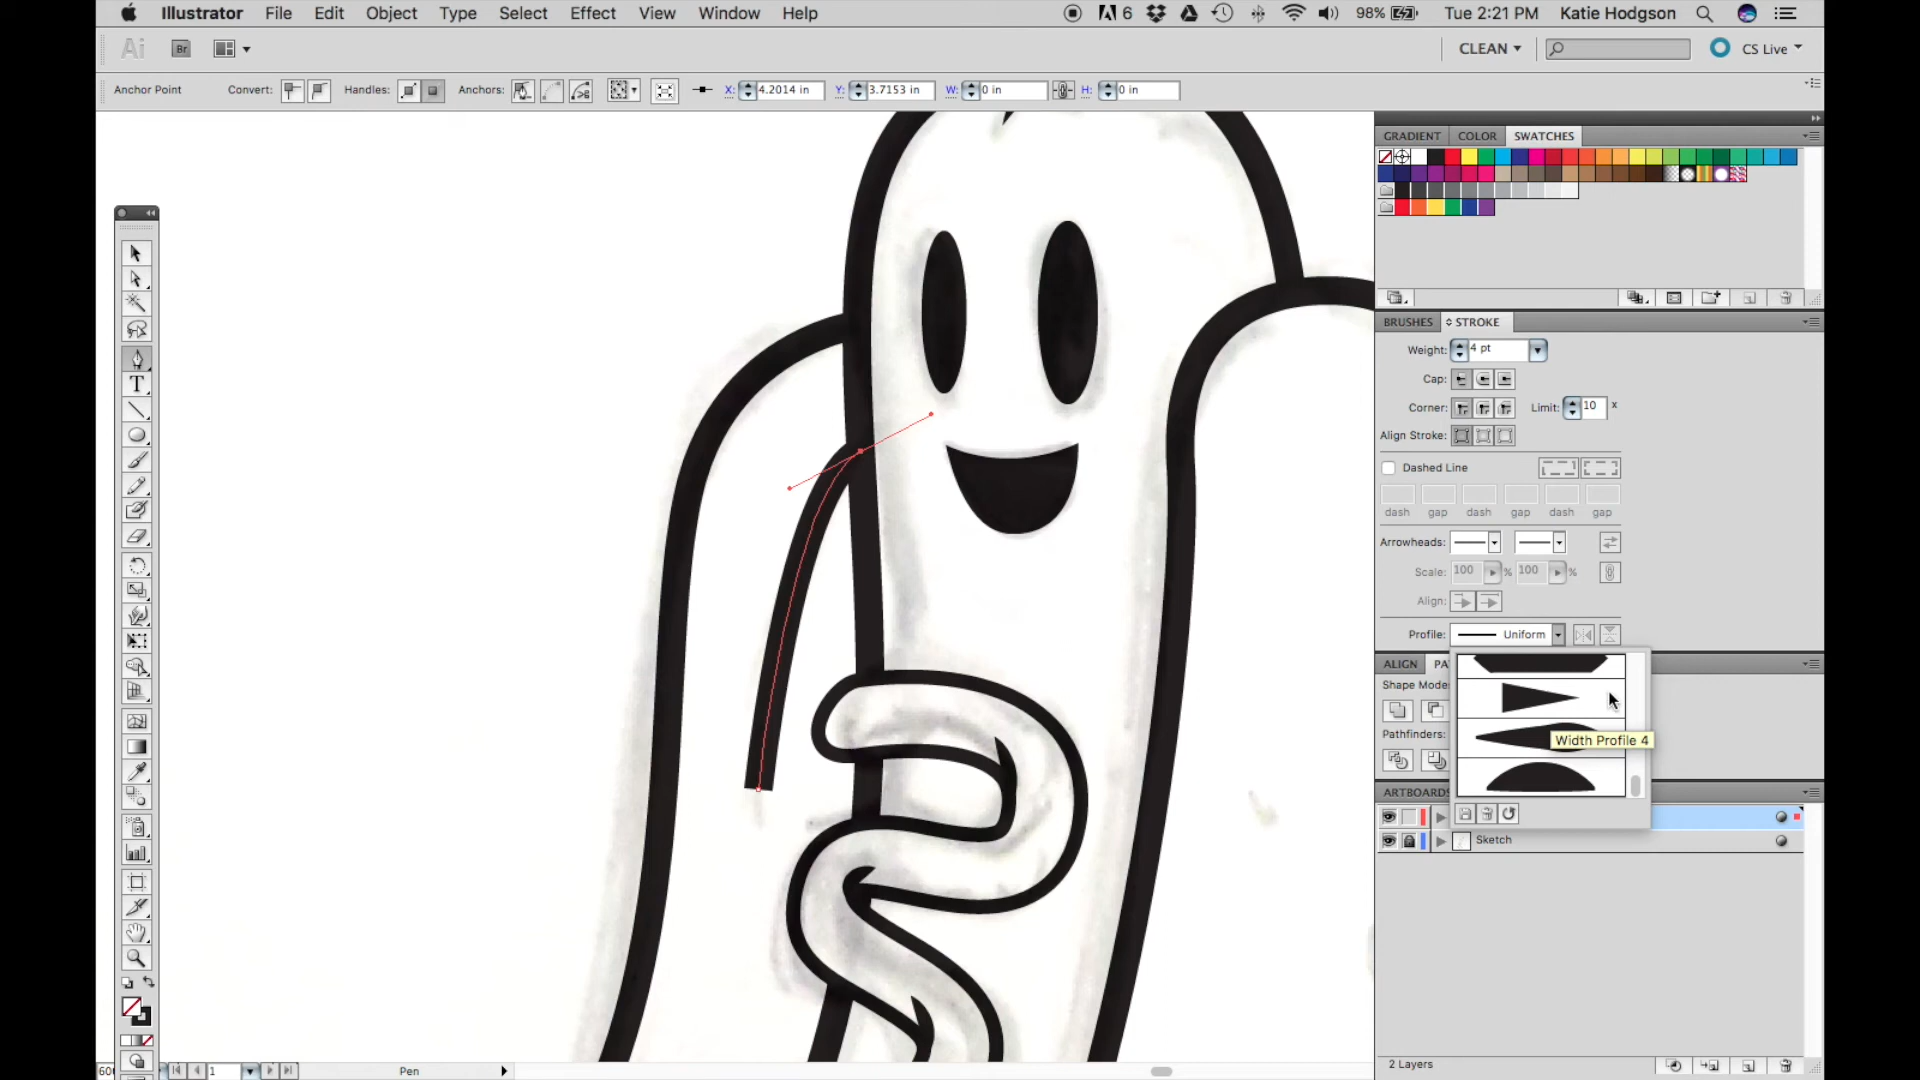 Illustrator File Edit Object Type Select Effect View Window Help 6 98% Tue 2:21 PM Katie Hodgson
Ai Br CLEAN CS Live
Anchor Point Convert: Handles: Anchors: X: 4.2014 in Y: 3.7153 in W: 0 in H: 0 in
GRADIENT COLOR SWATCHES
BRUSHES STROKE
Weight: 4 pt
Cap:
Corner: Limit: 10 x
Align Stroke:
Dashed Line
dash gap dash gap dash gap
Arrowheads:
Scale: 100 % 100 %
Align:
Profile: Uniform
ALIGN PA
Shape Mode
Pathfinders:
Width Profile 4
ARTBOARDS
Sketch
2 Layers
600 1 Pen